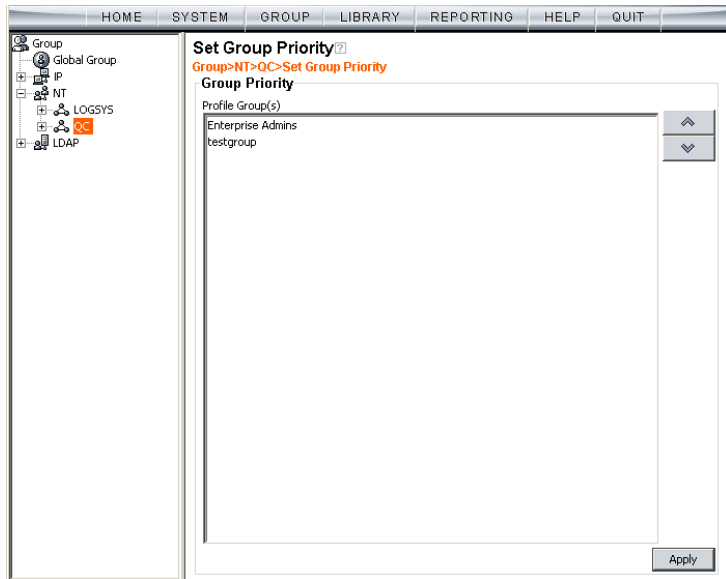 HOME SYSTEM GROUP LIBRARY REPORTING HELP QUIT
Group
Global Group
IP
NT
LOGSYS
QC
LDAP
Set Group Priority?
Group>NT>QC>Set Group Priority
Group Priority
Profile Group(s)
Enterprise Admins
testgroup
Apply